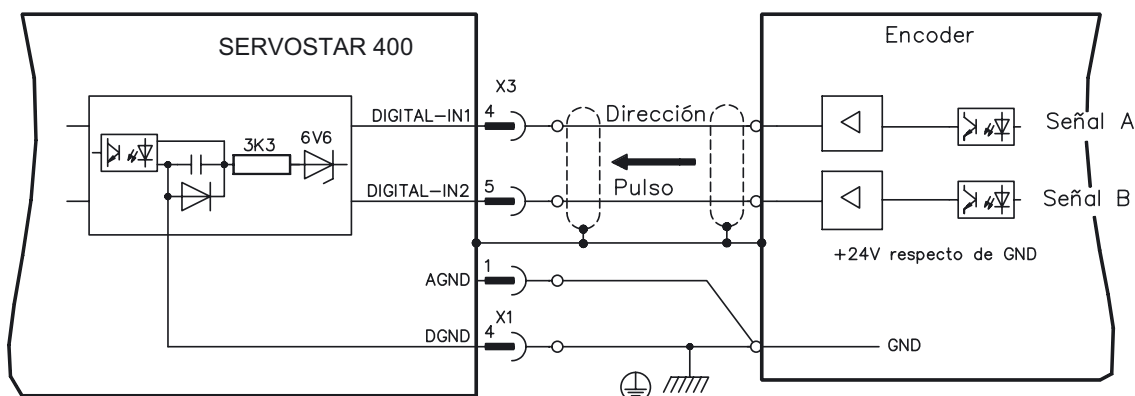 SERVOSTAR 400
Encoder
X3
DIGITAL-IN1
4
Dirección
Señal A
3K3
6V6
Pulso
DIGITAL-IN2
5
Señal B
+24V respecto de GND
AGND
1
X1
DGND
4
GND